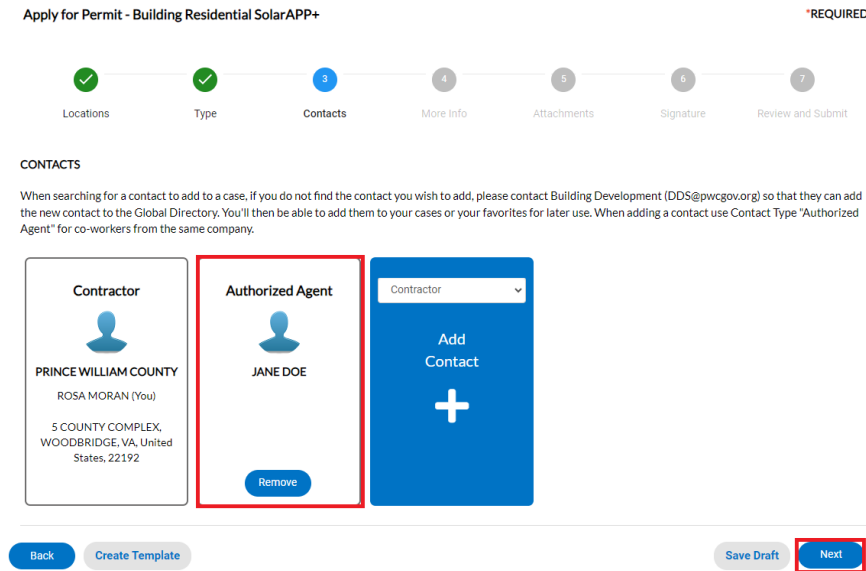 Apply for Permit - Building Residential SolarAPP+
*REQUIRED
3
4
5
6
7
Locations
Type
Contacts
More Info
Attachments
Signature
Review and Submit
CONTACTS
When searching for a contact to add to a case, if you do not find the contact you wish to add, please contact Building Development (DDS@pwcgov.org) so that they can add
the new contact to the Global Directory. You'll then be able to add them to your cases or your favorites for later use. When adding a contact use Contact Type "Authorized
Agent" for co-workers from the same company.
Contractor
PRINCE WILLIAM COUNTY
ROSA MORAN (You)
5 COUNTY COMPLEX,
WOODBRIDGE, VA, United
States, 22192
Authorized Agent
JANE DOE
Remove
Contractor
Add
Contact
Back
Create Template
Save Draft
Next